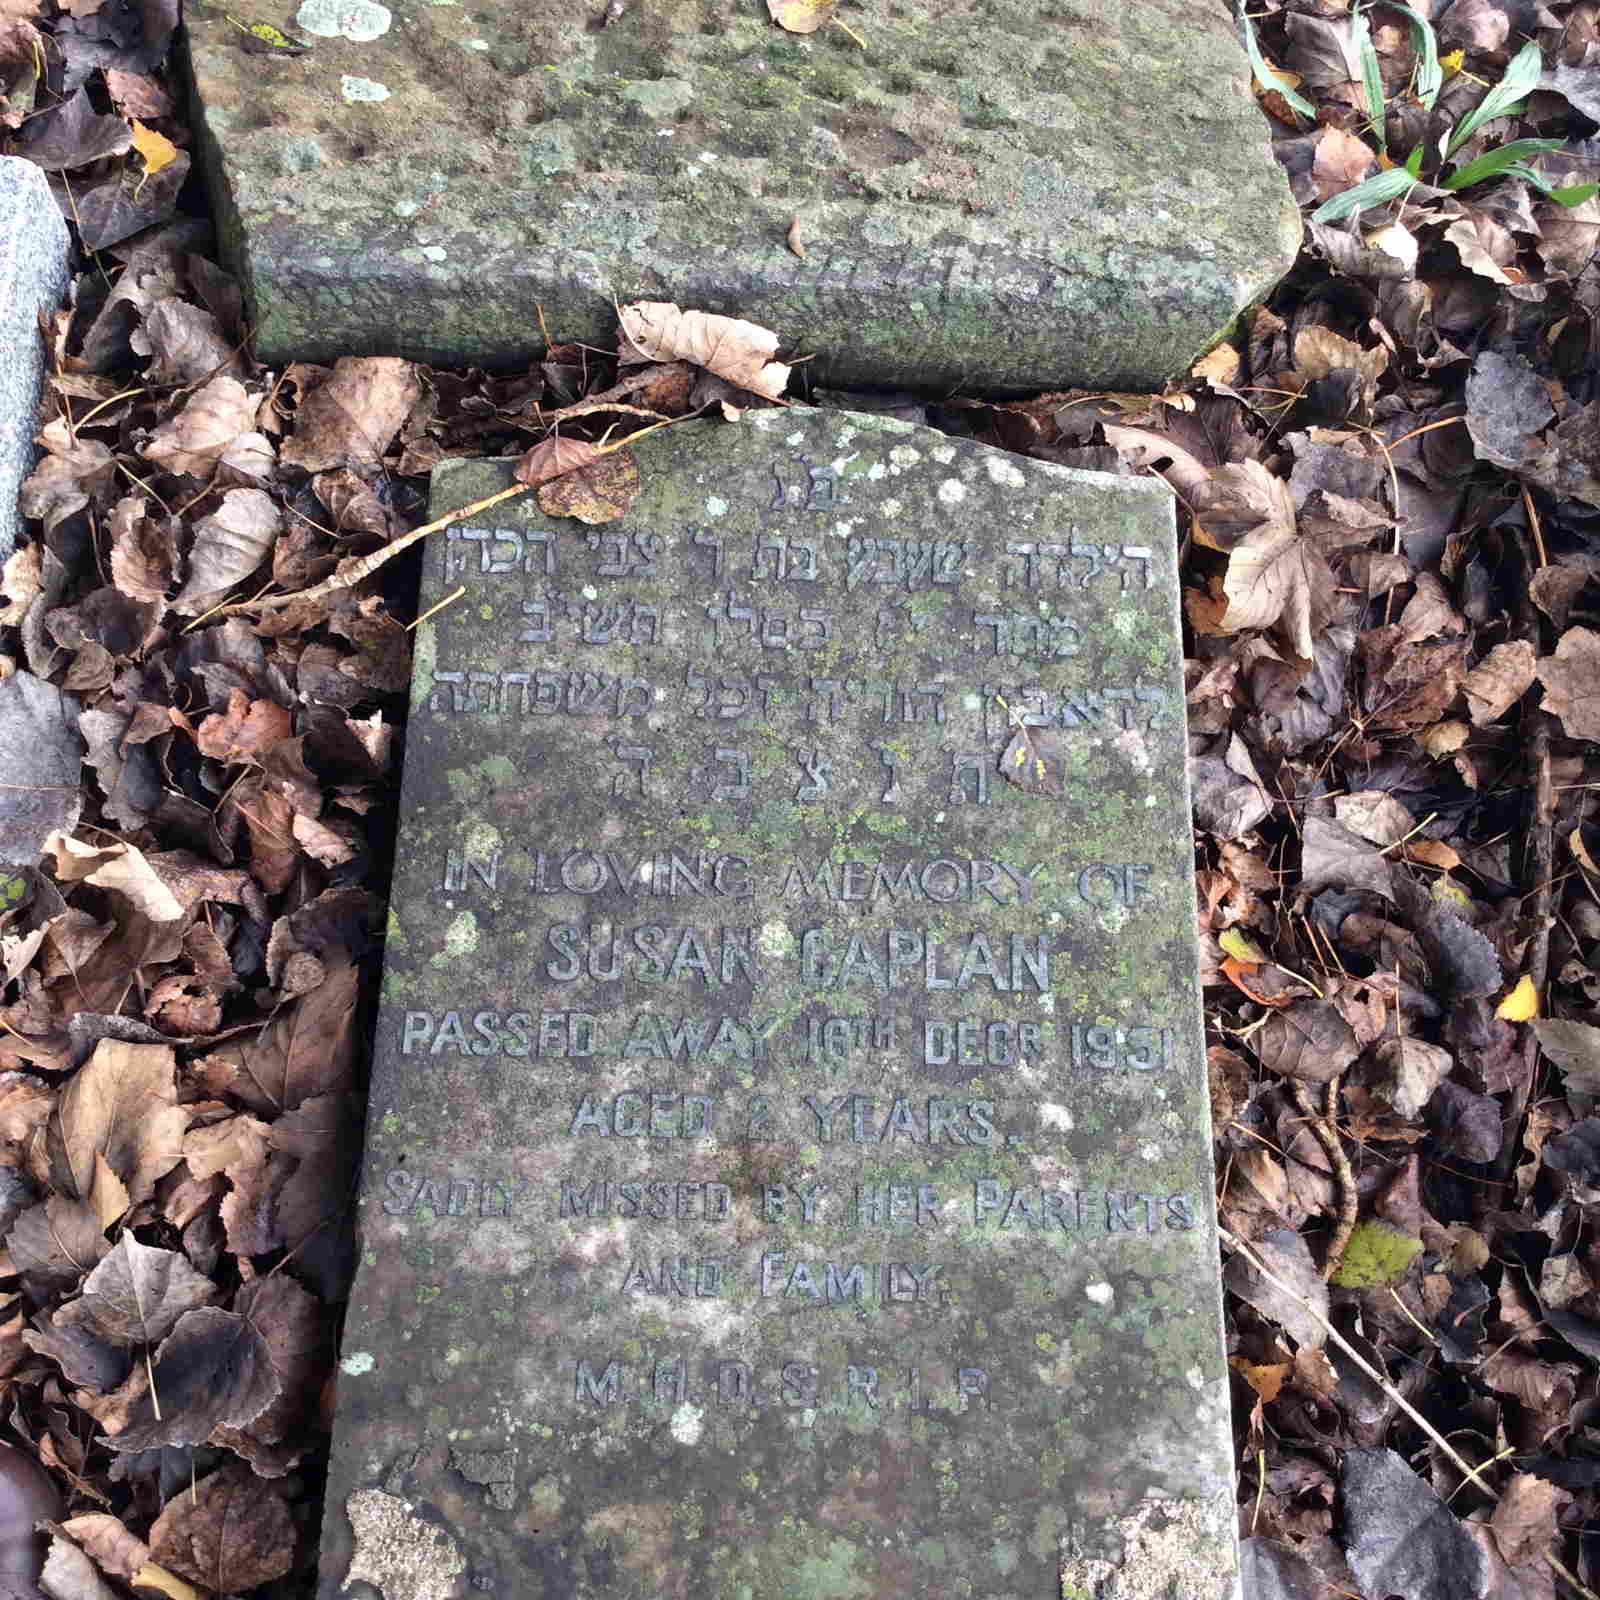 פ נ
הילדה בת ר׳ צבי הכהן
מתה י״ז כסלו תשי״ב
לדאבון הוריה וכל משפחתה
ת נ צ ב ה
IN LOVING MEMORY OF
SUSAN CAPLAN
PASSED AWAY 16TH DECR 1951
AGED 2 YEARS.
SADLY MISSED BY HER PARENTS
AND FAMILY.
M.H.D.S.R.I.P.